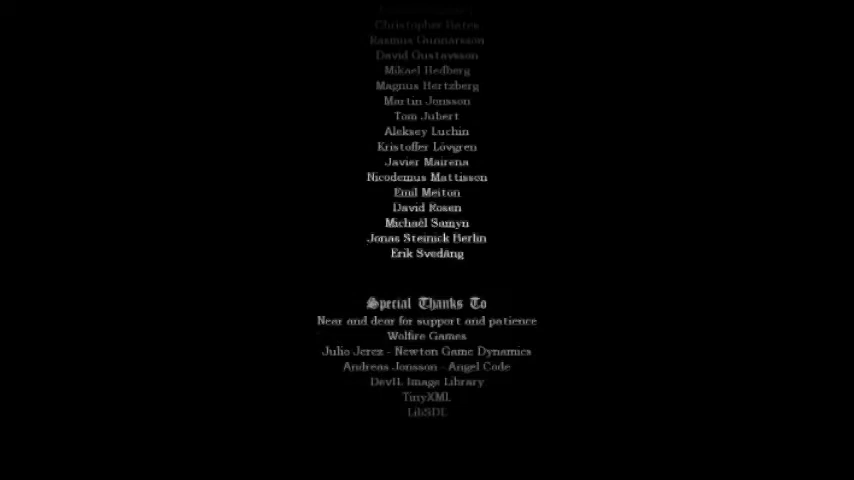 Christopher Bates
Rasmus Gunnarsson
David Gustavsson
Mikael Hedberg
Magnus Hertzberg
Martin Jonsson
Tom Jubert
Aleksey Luchin
Kristoffer Lövgren
Javier Mairena
Nicodemus Mattisson
Emil Meiton
David Rosen
Michaël Samyn
Jonas Steinick Berlin
Erik Svedäng
Special Thanks To
Near and dear for support and patience
Wolfire Games
Julio Jerez - Newton Game Dynamics
Andreas Jonsson - Angel Code
DevIL Image Library
TinyXML
LibSDL